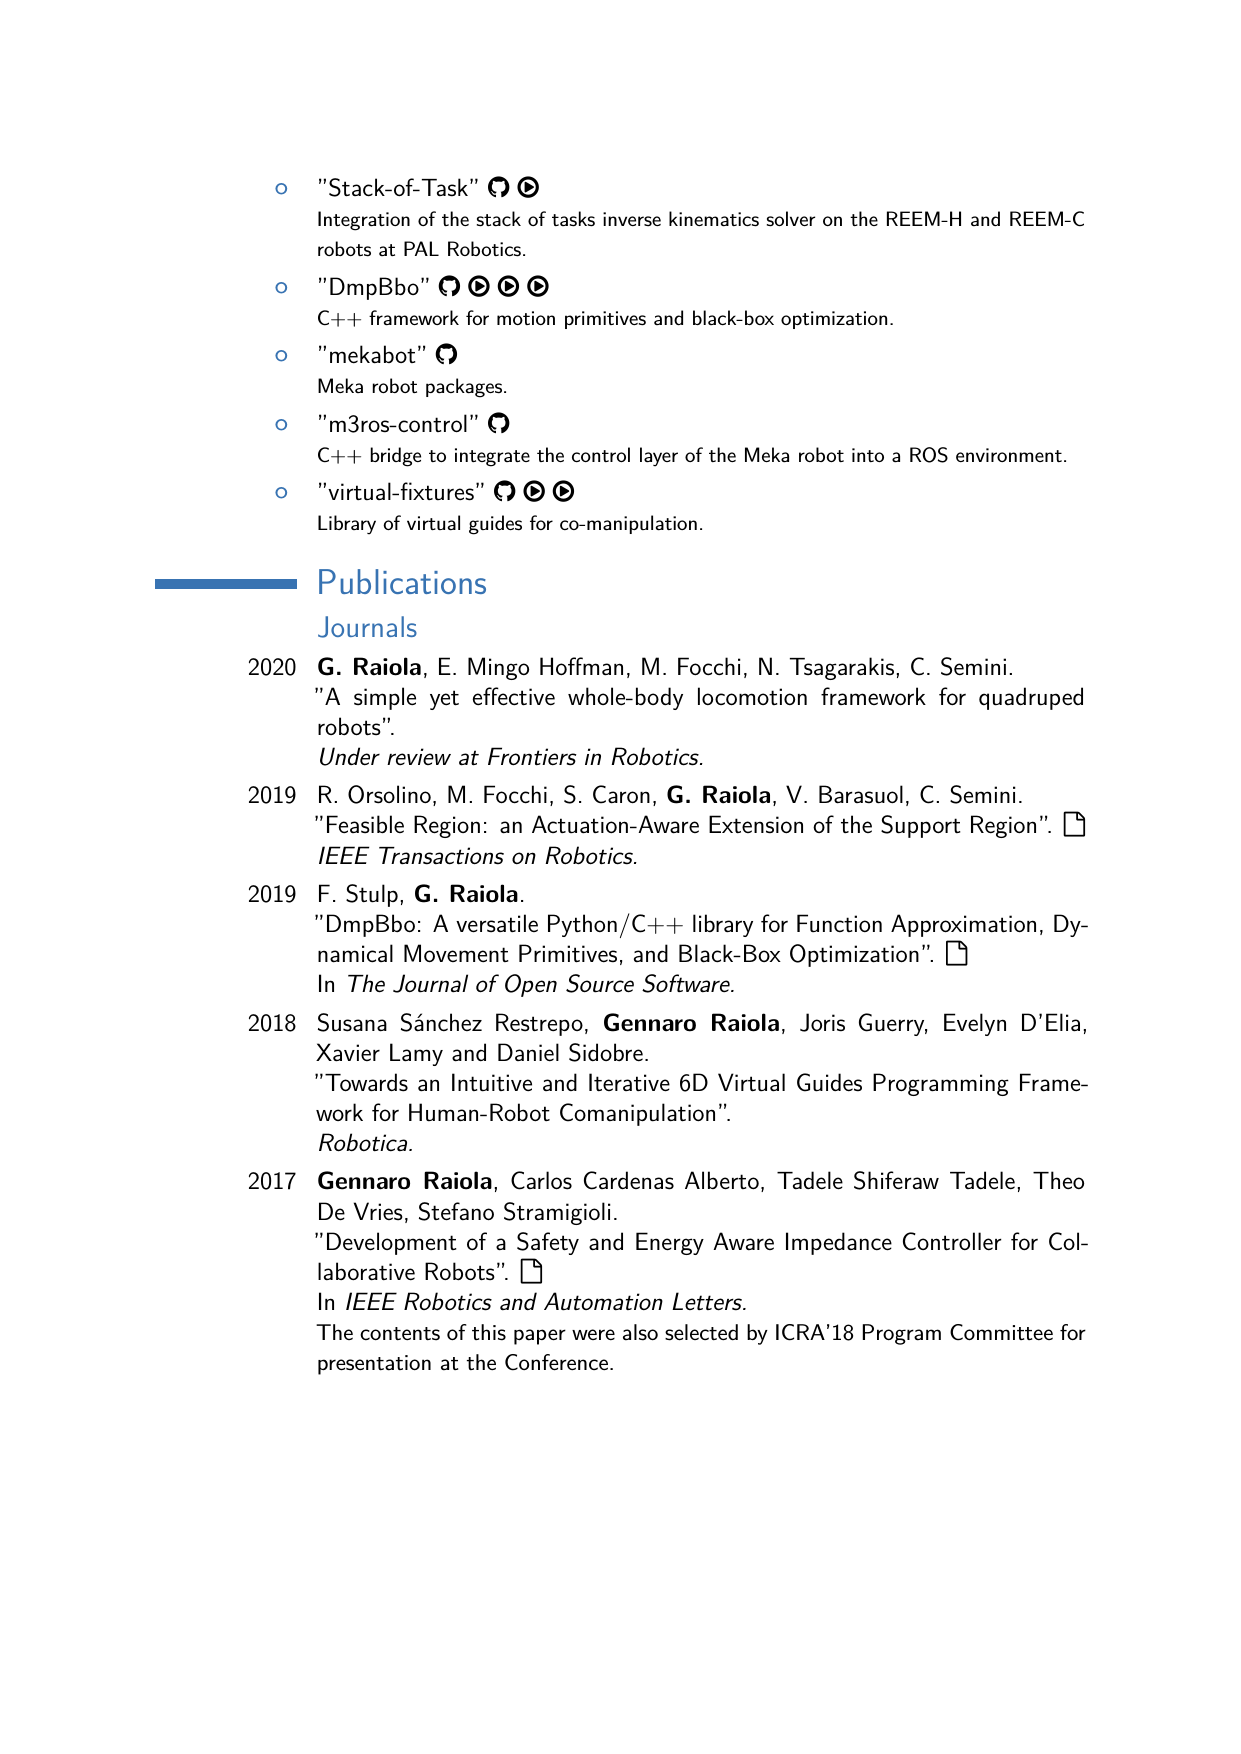 "Stack-of-Task"
Integration of the stack of tasks inverse kinematics solver on the REEM-H and REEM-C
robots at PAL Robotics.
"DmpBbo"
C++ framework for motion primitives and black-box optimization.
"mekabot"
Meka robot packages.
"m3ros-control"
C++ bridge to integrate the control layer of the Meka robot into a ROS environment.
"virtual-fixtures"
Library of virtual guides for co-manipulation.
Publications
Journals
2020 G. Raiola, E. Mingo Hoffman, M. Focchi, N. Tsagarakis, C. Semini.
"A simple yet effective whole-body locomotion framework for quadruped
robots".
Under review at Frontiers in Robotics.
2019 R. Orsolino, M. Focchi, S. Caron, G. Raiola, V. Barasuol, C. Semini.
"Feasible Region: an Actuation-Aware Extension of the Support Region".
IEEE Transactions on Robotics.
2019 F. Stulp, G. Raiola.
"DmpBbo: A versatile Python/C++ library for Function Approximation, Dy-
namical Movement Primitives, and Black-Box Optimization".
In The Journal of Open Source Software.
2018 Susana Sánchez Restrepo, Gennaro Raiola, Joris Guerry, Evelyn D'Elia,
Xavier Lamy and Daniel Sidobre.
"Towards an Intuitive and Iterative 6D Virtual Guides Programming Frame-
work for Human-Robot Comanipulation".
Robotica.
2017 Gennaro Raiola, Carlos Cardenas Alberto, Tadele Shiferaw Tadele, Theo
De Vries, Stefano Stramigioli.
"Development of a Safety and Energy Aware Impedance Controller for Col-
laborative Robots".
In IEEE Robotics and Automation Letters.
The contents of this paper were also selected by ICRA'18 Program Committee for
presentation at the Conference.